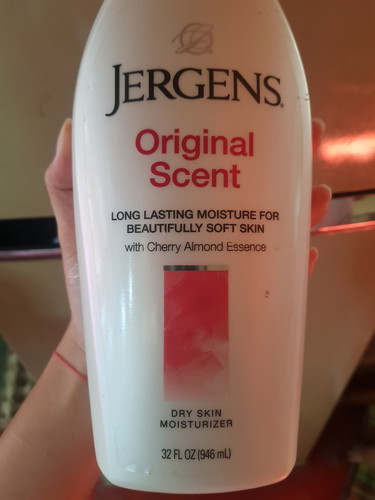 JERGENS®
Original
Scent
LONG LASTING MOISTURE FOR
BEAUTIFULLY SOFT SKIN
with Cherry Almond Essence
DRY SKIN
MOISTURIZER
32 FL OZ (946 mL)